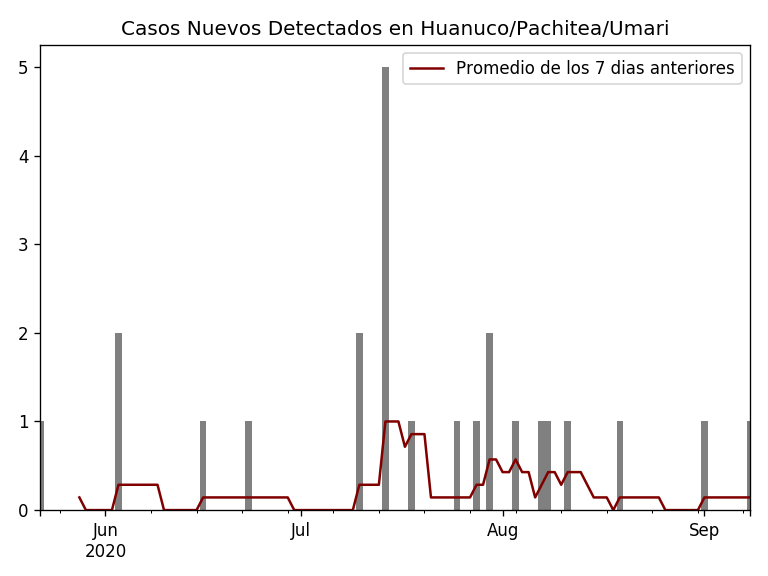 Casos Nuevos Detectados en Huanuco/Pachitea/Umari
Promedio de los 7 dias anteriores
5
4
3
2
1
0
Jun Jul Aug Sep
2020